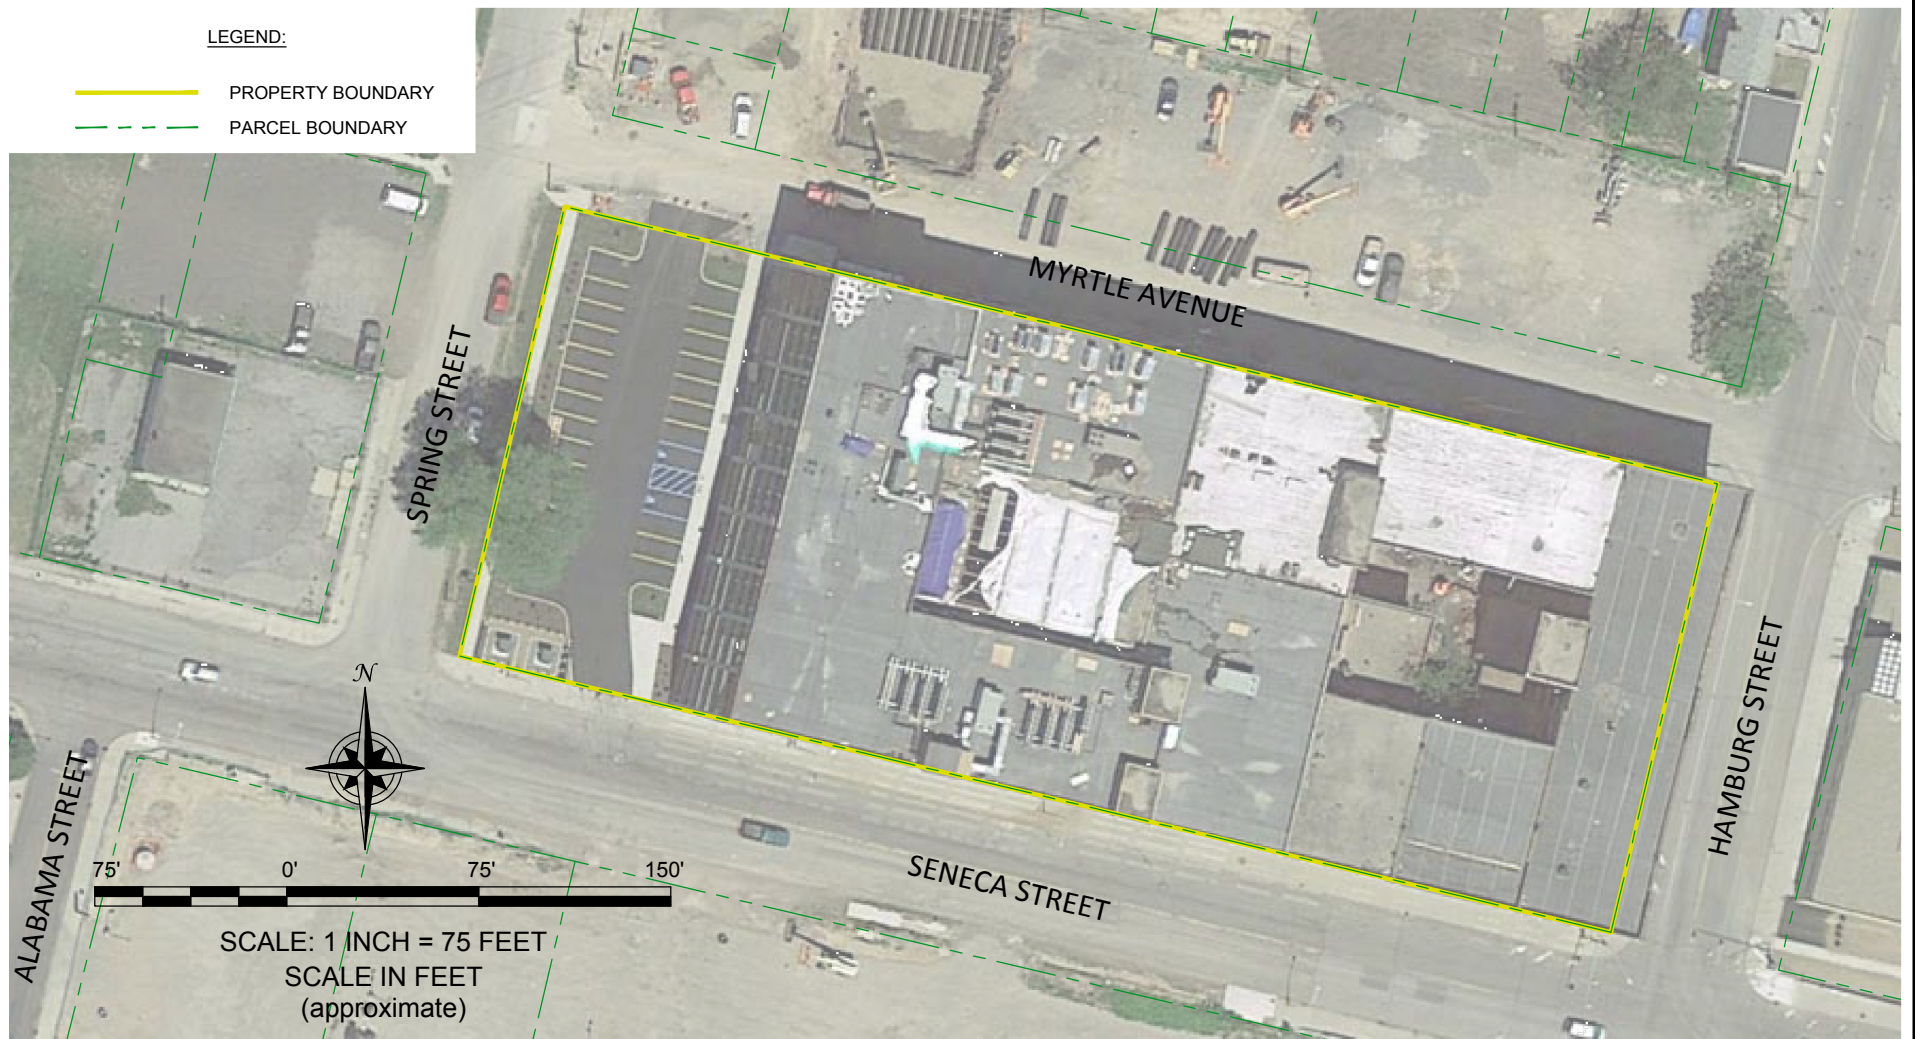 LEGEND:
PROPERTY BOUNDARY
PARCEL BOUNDARY
MYRTLE AVENUE
SPRING STREET
HAMBURG STREET
N
ALABAMA STREET
SENECA STREET
75' 0' 75' 150'
SCALE: 1 INCH = 75 FEET
SCALE IN FEET
(approximate)